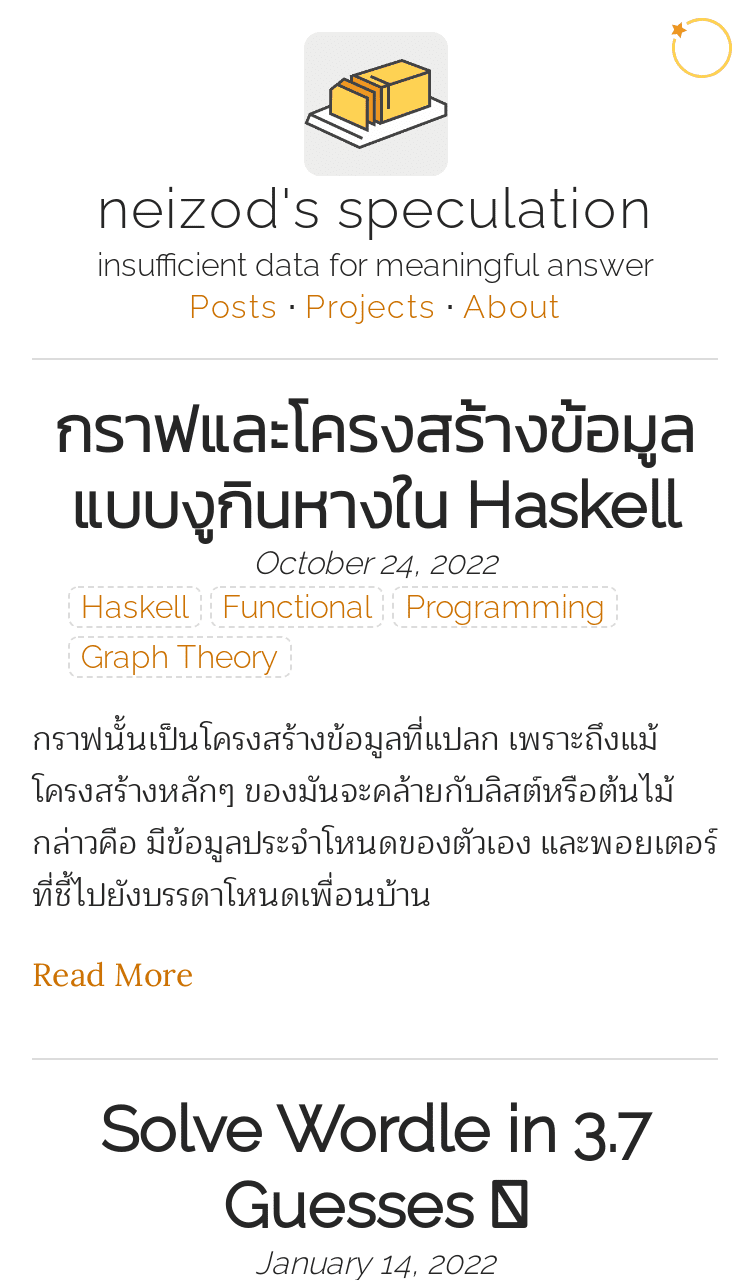 neizod's speculation
insufficient data for meaningful answer
Posts · Projects · About
กราฟและโครงสร้างข้อมูล
แบบงูกินหางใน Haskell
October 24, 2022
Haskell Functional Programming
Graph Theory
กราฟนั้นเป็นโครงสร้างข้อมูลที่แปลก เพราะถึงแม้
โครงสร้างหลักๆ ของมันจะคล้ายกับลิสต์หรือต้นไม้
กล่าวคือ มีข้อมูลประจำโหนดของตัวเอง และพอยเตอร์
ที่ชี้ไปยังบรรดาโหนดเพื่อนบ้าน
Read More
Solve Wordle in 3.7
Guesses
January 14, 2022